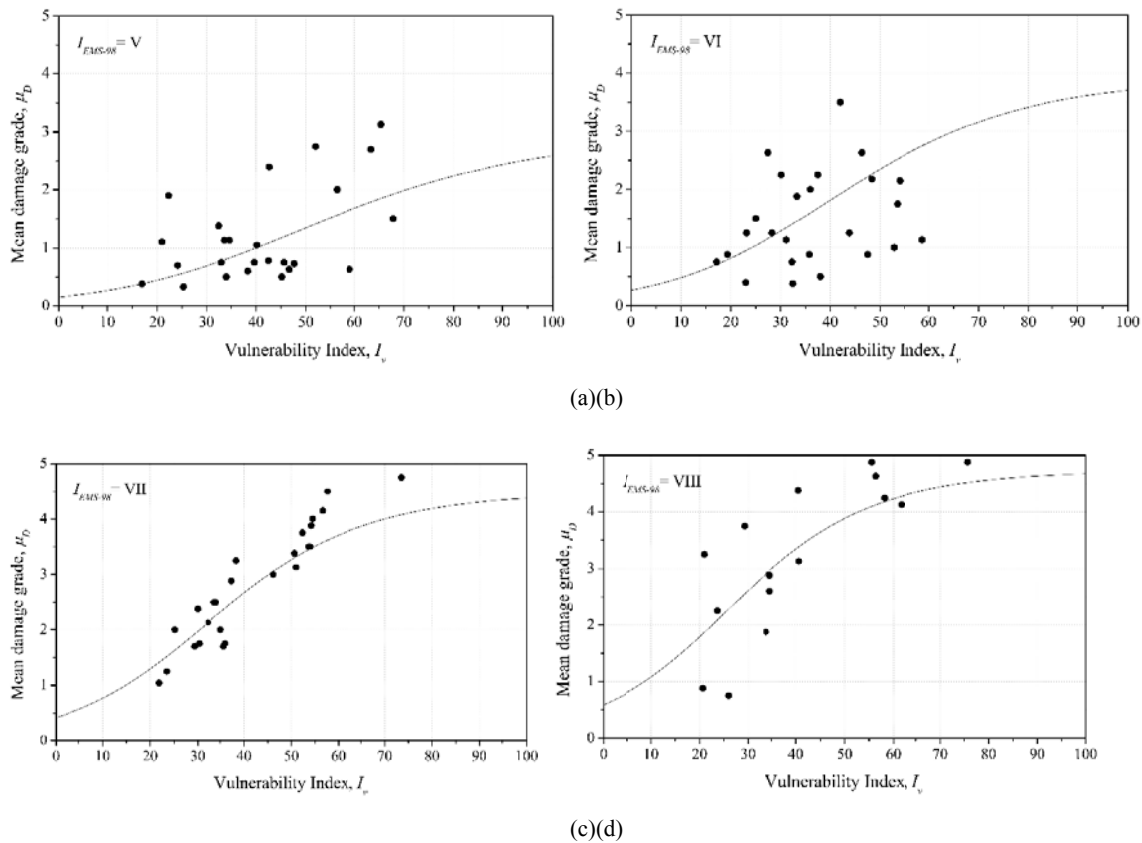 I_EMS-98 = V
Mean damage grade, μ_D
5
4
3
2
1
0
0 10 20 30 40 50 60 70 80 90 100
Vulnerability Index, I_v
I_EMS-98 = VI
Mean damage grade, μ_D
5
4
3
2
1
0
0 10 20 30 40 50 60 70 80 90 100
Vulnerability Index, I_v
(a)(b)
I_EMS-98 = VII
Mean damage grade, μ_D
5
4
3
2
1
0
0 10 20 30 40 50 60 70 80 90 100
Vulnerability Index, I_v
I_EMS-98 = VIII
Mean damage grade, μ_D
5
4
3
2
1
0
0 10 20 30 40 50 60 70 80 90 100
Vulnerability Index, I_v
(c)(d)